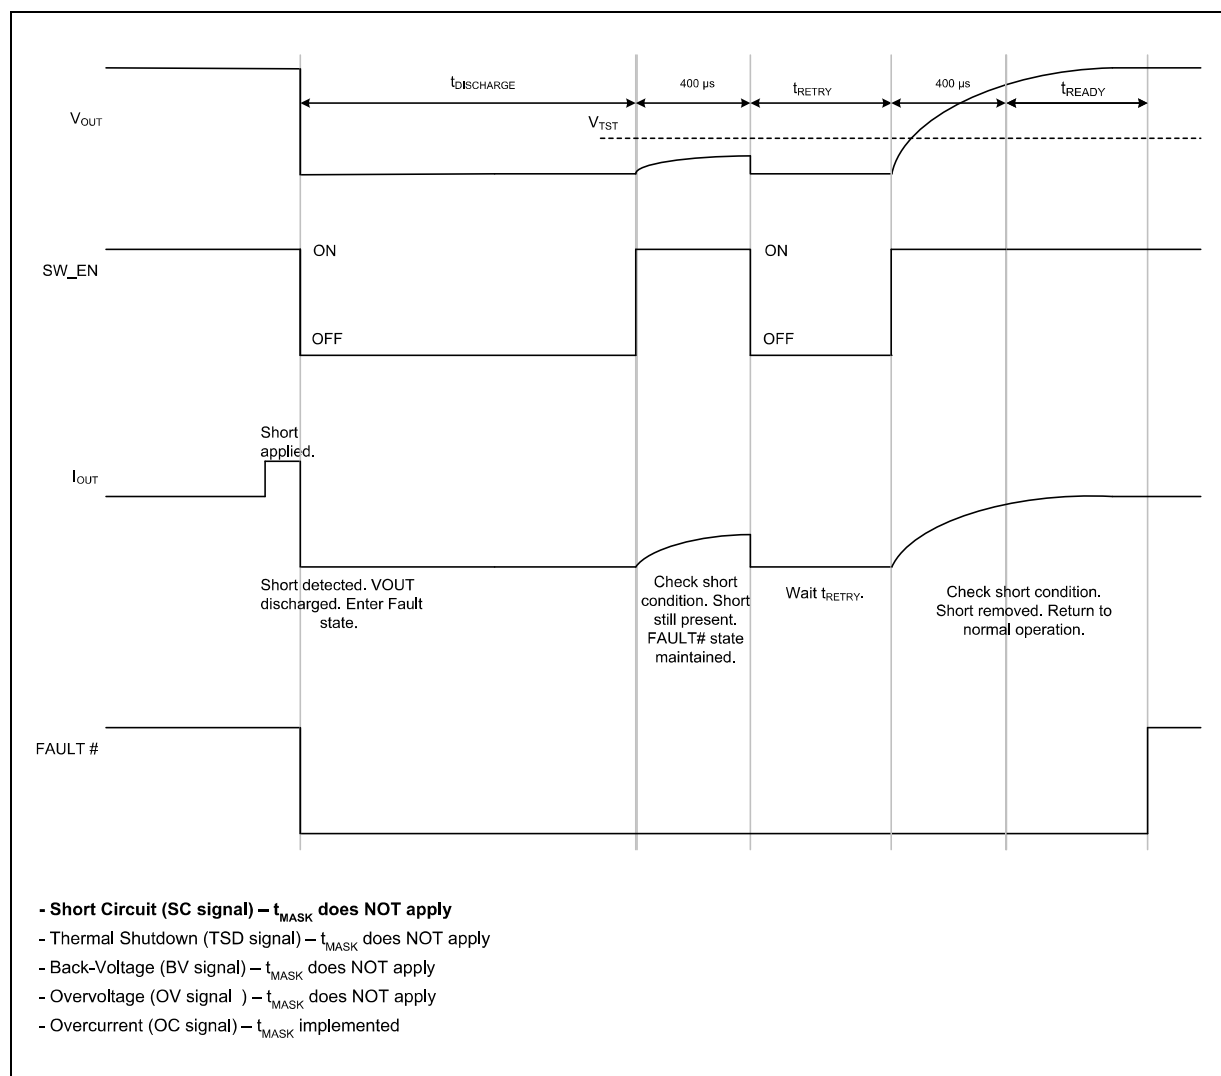 tDISCHARGE
400 µs
tRETRY
400 µs
tREADY
VOUT
VTST
ON
ON
SW_EN
OFF
OFF
Short
applied.
IOUT
Short detected. VOUT
discharged. Enter Fault
state.
Check short
condition. Short
still present.
FAULT# state
maintained.
Wait tRETRY.
Check short condition.
Short removed. Return to
normal operation.
FAULT #
- Short Circuit (SC signal) – tMASK does NOT apply
- Thermal Shutdown (TSD signal) – tMASK does NOT apply
- Back-Voltage (BV signal) – tMASK does NOT apply
- Overvoltage (OV signal  ) – tMASK does NOT apply
- Overcurrent (OC signal) – tMASK implemented